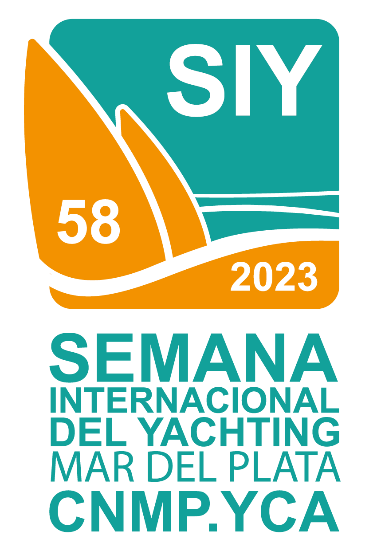 SIY
58
2023
SEMANA
INTERNACIONAL
DEL YACHTING
MAR DEL PLATA
CNMP.YCA